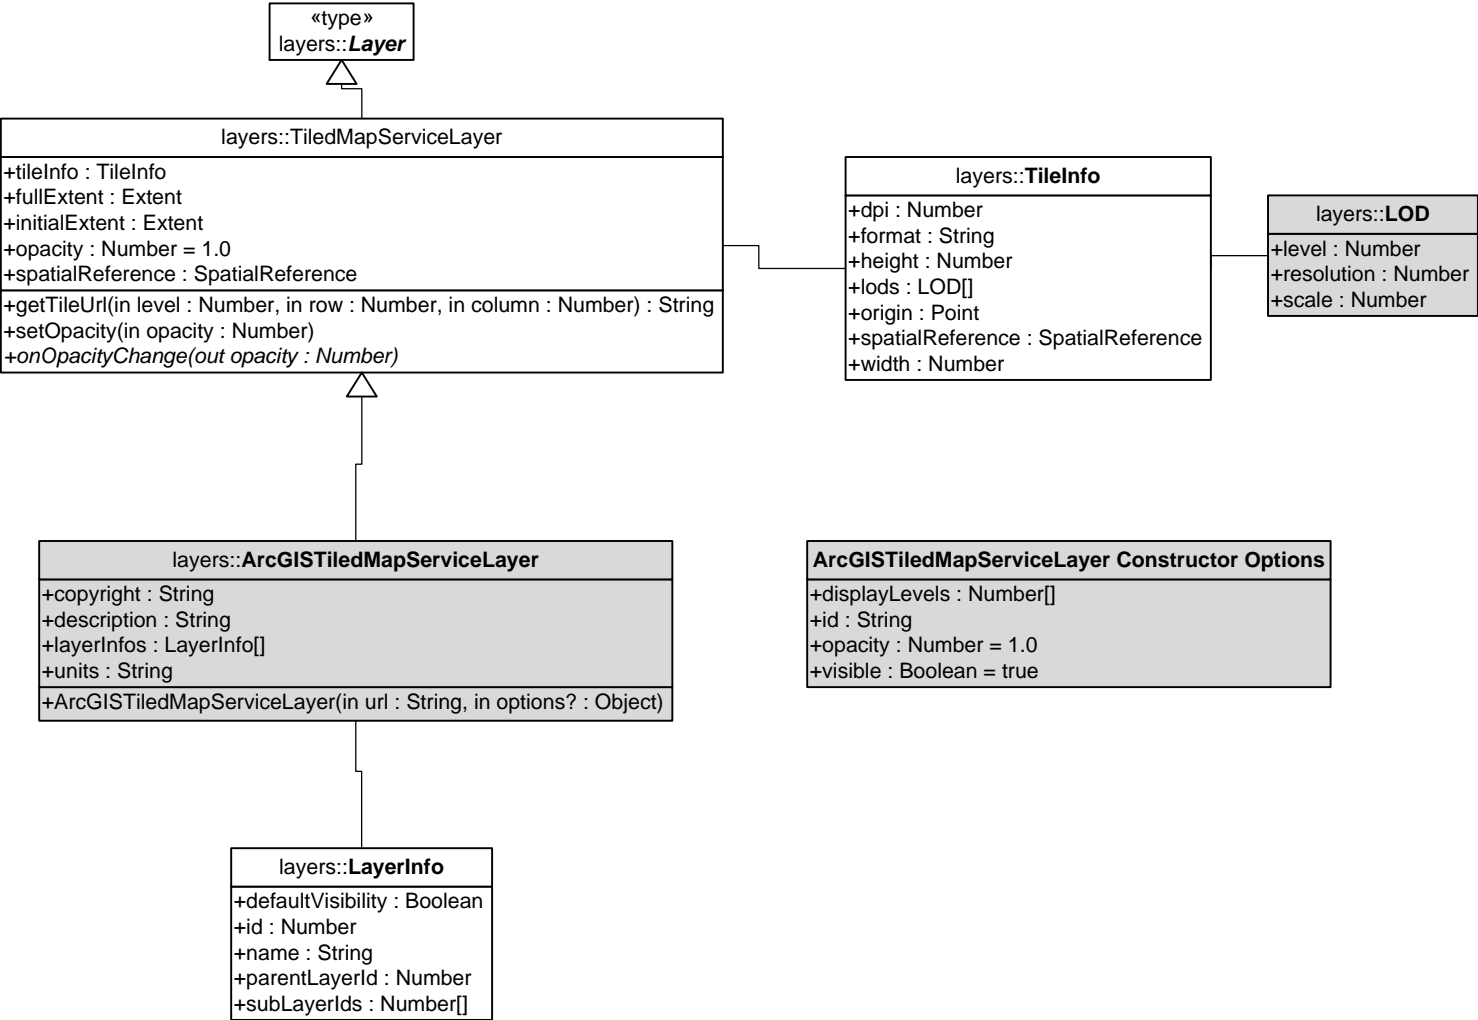 «type»
layers::Layer
layers::TiledMapServiceLayer
+tileInfo : TileInfo
+fullExtent : Extent
+initialExtent : Extent
+opacity : Number = 1.0
+spatialReference : SpatialReference
+getTileUrl(in level : Number, in row : Number, in column : Number) : String
+setOpacity(in opacity : Number)
+onOpacityChange(out opacity : Number)
layers::TileInfo
+dpi : Number
+format : String
+height : Number
+lods : LOD[]
+origin : Point
+spatialReference : SpatialReference
+width : Number
layers::LOD
+level : Number
+resolution : Number
+scale : Number
layers::ArcGISTiledMapServiceLayer
+copyright : String
+description : String
+layerInfos : LayerInfo[]
+units : String
+ArcGISTiledMapServiceLayer(in url : String, in options? : Object)
ArcGISTiledMapServiceLayer Constructor Options
+displayLevels : Number[]
+id : String
+opacity : Number = 1.0
+visible : Boolean = true
layers::LayerInfo
+defaultVisibility : Boolean
+id : Number
+name : String
+parentLayerId : Number
+subLayerIds : Number[]